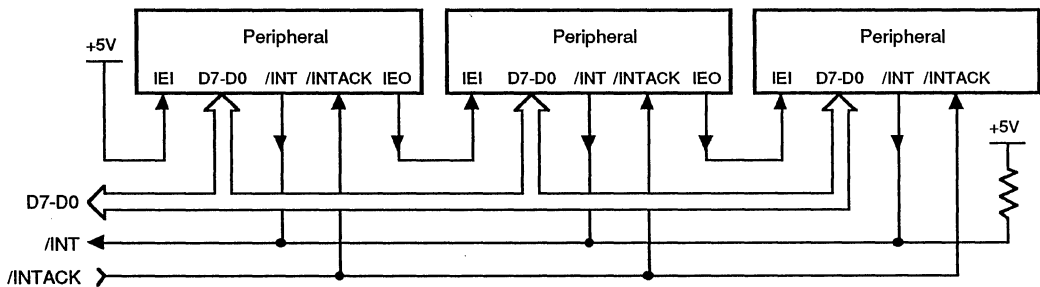 Peripheral Peripheral Peripheral
+5V
IEI D7-D0 /INT /INTACK IEO IEI D7-D0 /INT /INTACK IEO IEI D7-D0 /INT /INTACK
+5V
D7-D0
/INT
/INTACK